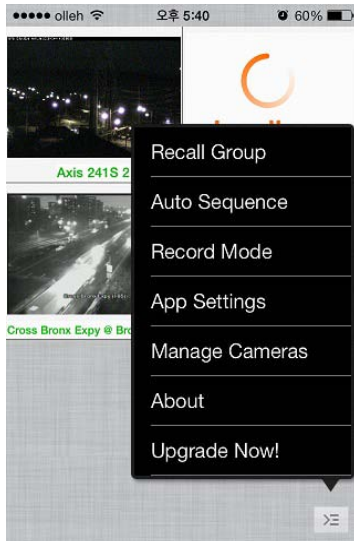 olleh 오후 5:40 60%
Axis 241S 2
Recall Group
Auto Sequence
Record Mode
App Settings
Cross Bronx Expy @ Bro
Manage Cameras
About
Upgrade Now!